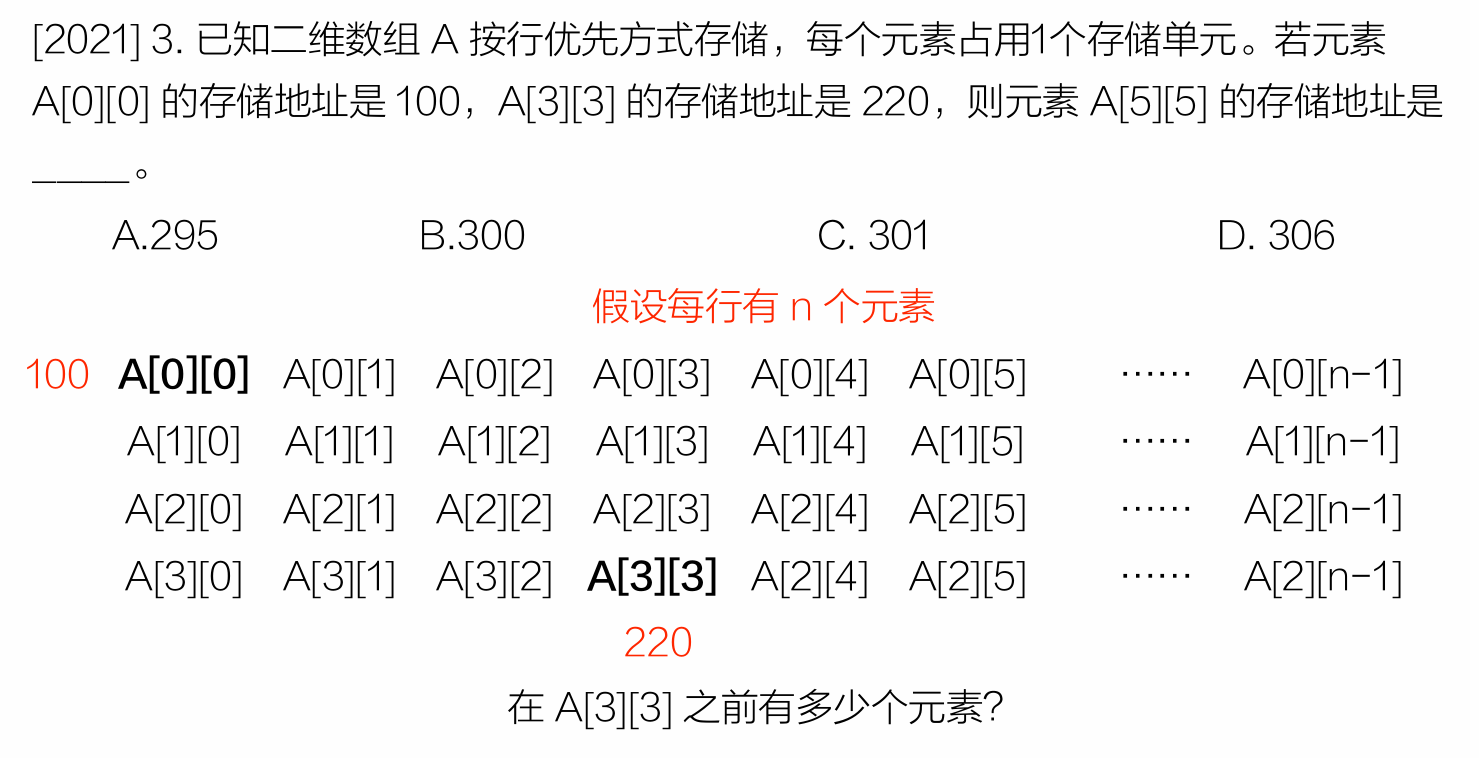 [2021] 3. 已知二维数组 A 按行优先方式存储，每个元素占用1个存储单元。若元素
A[0][0] 的存储地址是 100，A[3][3] 的存储地址是 220，则元素 A[5][5] 的存储地址是
____。
A.295 B.300 C. 301 D. 306
假设每行有 n 个元素
100 A[0][0] A[0][1] A[0][2] A[0][3] A[0][4] A[0][5] ...... A[0][n-1]
A[1][0] A[1][1] A[1][2] A[1][3] A[1][4] A[1][5] ...... A[1][n-1]
A[2][0] A[2][1] A[2][2] A[2][3] A[2][4] A[2][5] ...... A[2][n-1]
A[3][0] A[3][1] A[3][2] A[3][3] A[2][4] A[2][5] ...... A[2][n-1]
220
在 A[3][3] 之前有多少个元素?